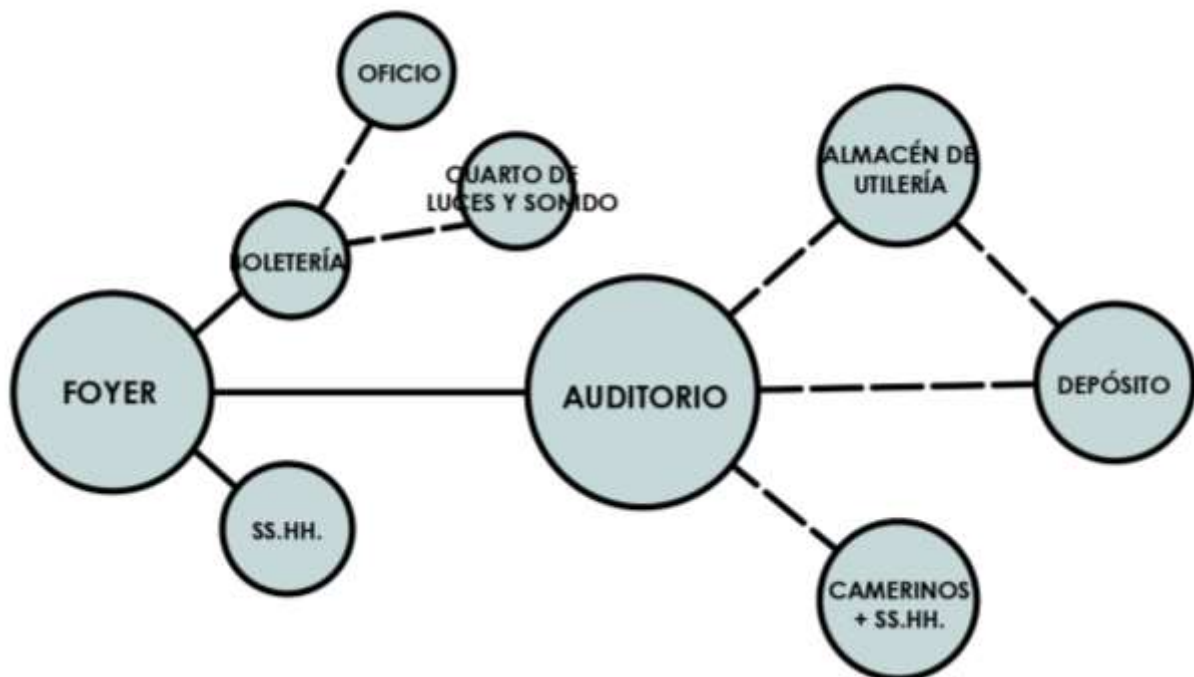 OFICIO
CUARTO DE
LUCES Y SONIDO
ALMACÉN DE
UTILERÍA
BOLETERÍA
FOYER
AUDITORIO
DEPÓSITO
SS.HH.
CAMERINOS
+ SS.HH.